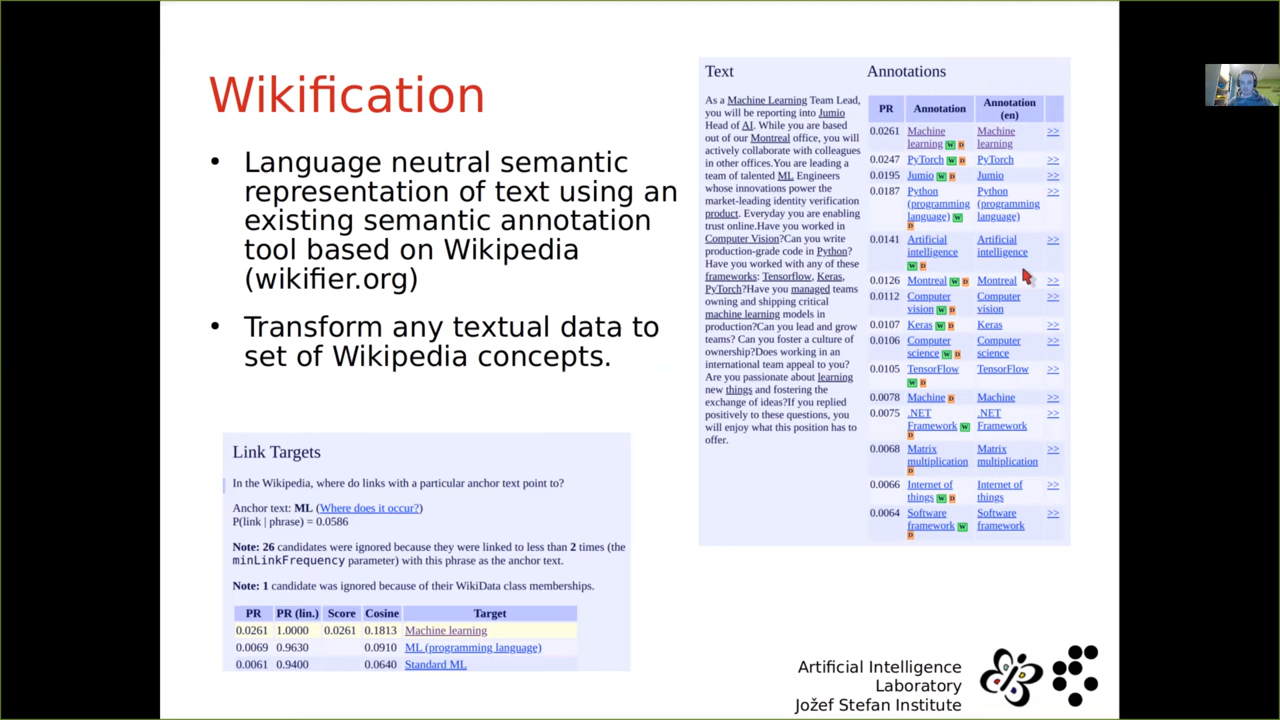 Wikification
• Language neutral semantic
representation of text using an
existing semantic annotation
tool based on Wikipedia
(wikifier.org)
• Transform any textual data to
set of Wikipedia concepts.
Link Targets
In the Wikipedia, where do links with a particular anchor text point to?
Anchor text: ML (Where does it occur?)
P(link | phrase) = 0.0586
Note: 26 candidates were ignored because they were linked to less than 2 times (the
minLinkFrequency parameter) with this phrase as the anchor text.
Note: 1 candidate was ignored because of their WikiData class memberships.
PR PR (lin.) Score Cosine Target
0.0261 1.0000 0.0261 0.1813 Machine learning
0.0069 0.9630 0.0910 ML (programming language)
0.0061 0.9400 0.0640 Standard ML
Text
As a Machine Learning Team Lead,
you will be reporting into Jumio
Head of AI. While you are based
out of our Montreal office, you will
actively collaborate with colleagues
in other offices.You are leading a
team of talented ML Engineers
whose innovations power the
market-leading identity verification
product. Everyday you are enabling
trust online.Have you worked in
Computer Vision?Can you write
production-grade code in Python?
Have you worked with any of these
frameworks: Tensorflow, Keras,
PyTorch?Have you managed teams
owning and shipping critical
machine learning models in
production?Can you lead and grow
teams? Can you foster a culture of
ownership?Does working in an
international team appeal to you?
Are you passionate about learning
new things and fostering the
exchange of ideas?If you replied
positively to these questions, you
will enjoy what this position has to
offer.
Annotations
PR Annotation Annotation
(en)
0.0261 Machine Machine >>
learning W D learning
0.0247 PyTorch W D PyTorch >>
0.0195 Jumio W D Jumio >>
0.0187 Python Python >>
(programming (programming
language) W language)
D
0.0141 Artificial Artificial >>
intelligence intelligence
W D
0.0126 Montreal W D Montreal >>
0.0112 Computer Computer >>
vision W D vision
0.0107 Keras W D Keras >>
0.0106 Computer Computer >>
science W D science
0.0105 TensorFlow TensorFlow >>
W D
0.0078 Machine D Machine >>
0.0075 .NET .NET >>
Framework W Framework
D
0.0068 Matrix Matrix >>
multiplication multiplication
D
0.0066 Internet of Internet of >>
things W D things
0.0064 Software Software >>
framework W framework
D
Artificial Intelligence
Laboratory
Jožef Stefan Institute